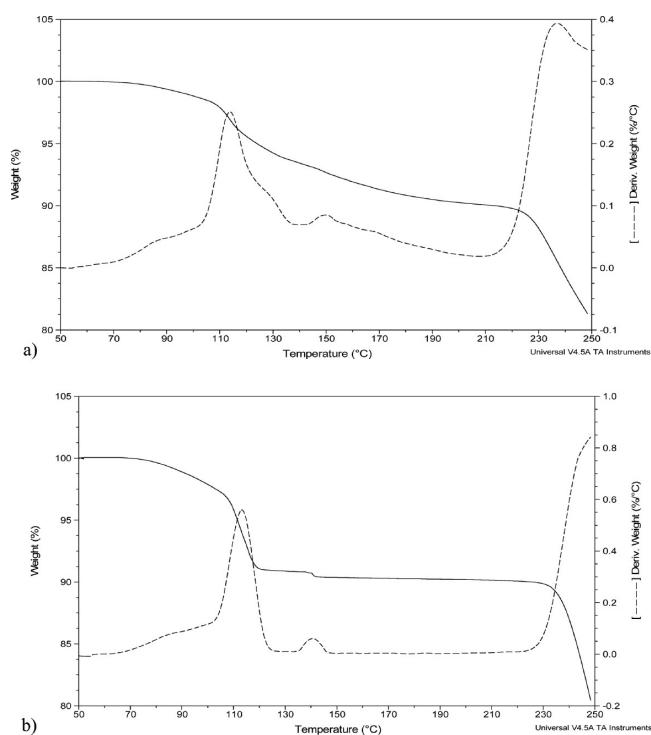 105
100
95
90
85
80
Weight (%)
0.4
0.3
0.2
0.1
0.0
-0.1
[ – – – – ] Deriv. Weight (%/°C)
50 70 90 110 130 150 170 190 210 230 250
Temperature (°C)
Universal V4.5A TA Instruments
a)
105
100
95
90
85
80
Weight (%)
1.0
0.8
0.6
0.4
0.2
0.0
-0.2
[ – – – – ] Deriv. Weight (%/°C)
50 70 90 110 130 150 170 190 210 230 250
Temperature (°C)
Universal V4.5A TA Instruments
b)